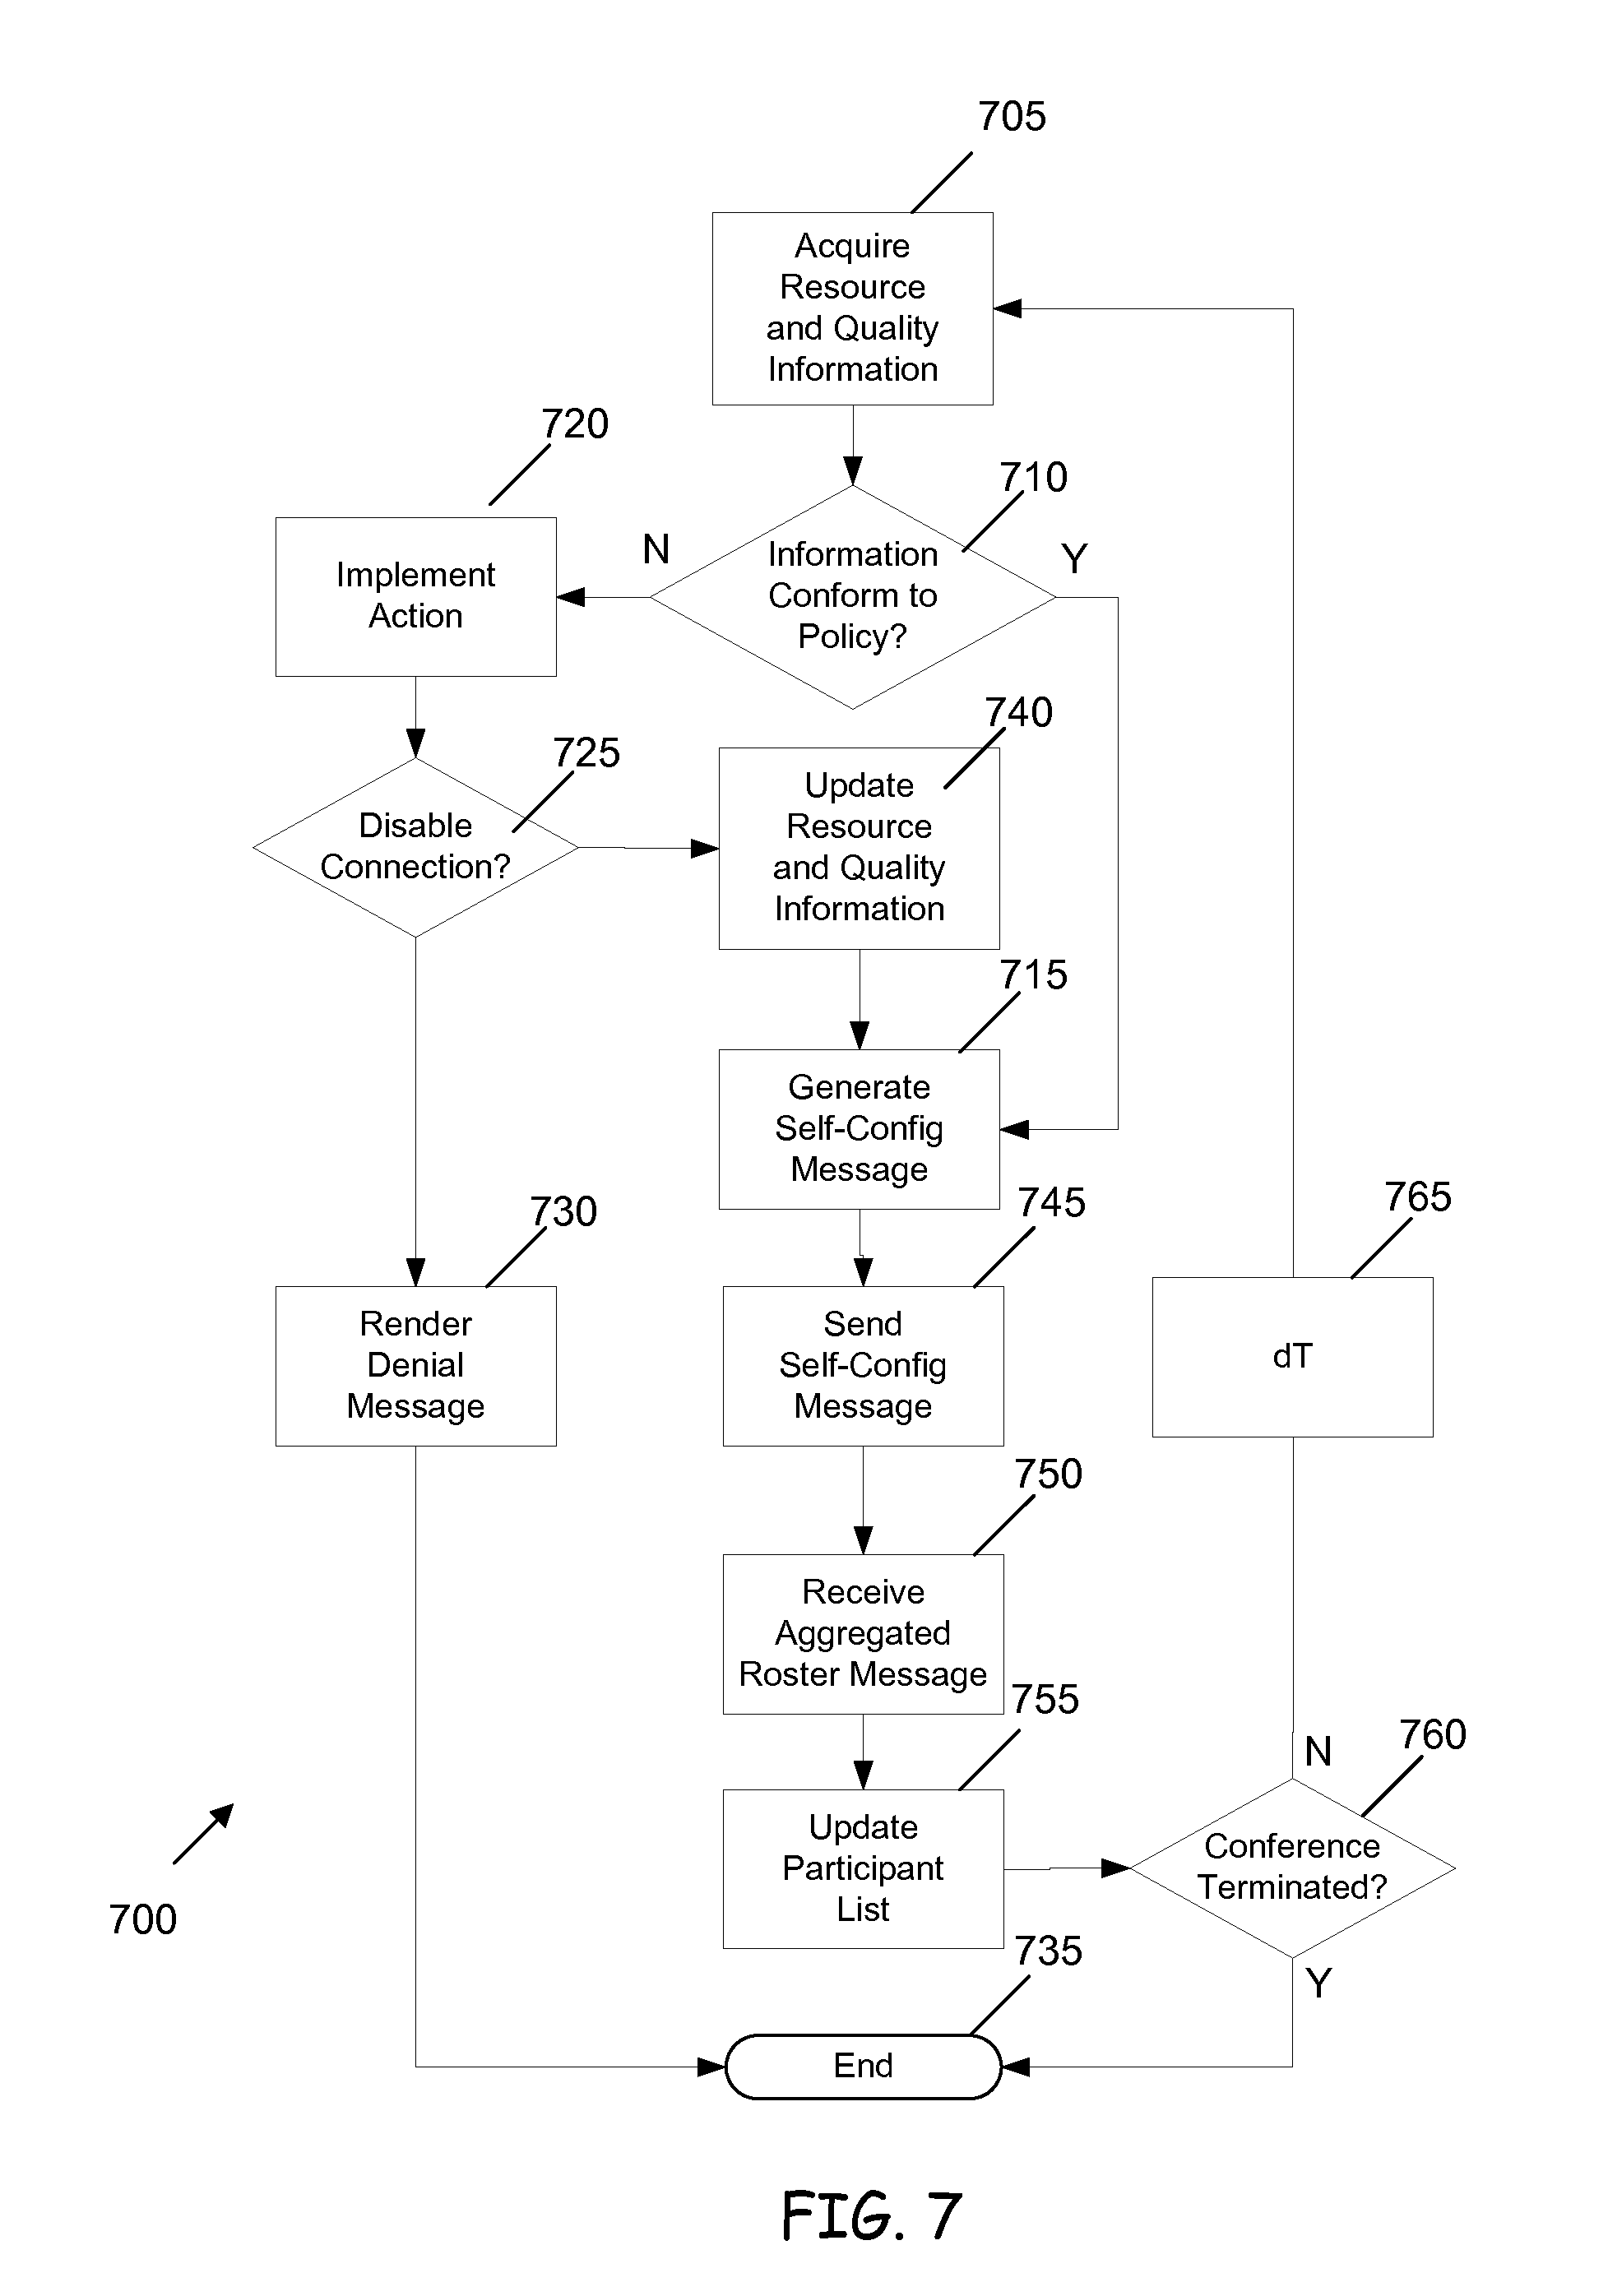 705
Acquire
Resource
and Quality
Information
720
710
N
Information
Conform to
Policy?
Y
Implement
Action
740
725
Disable
Connection?
Update
Resource
and Quality
Information
715
Generate
Self-Config
Message
745
765
730
Render
Denial
Message
Send
Self-Config
Message
dT
750
Receive
Aggregated
Roster Message
755
760
N
Update
Participant
List
Conference
Terminated?
700
735
Y
End
FIG. 7